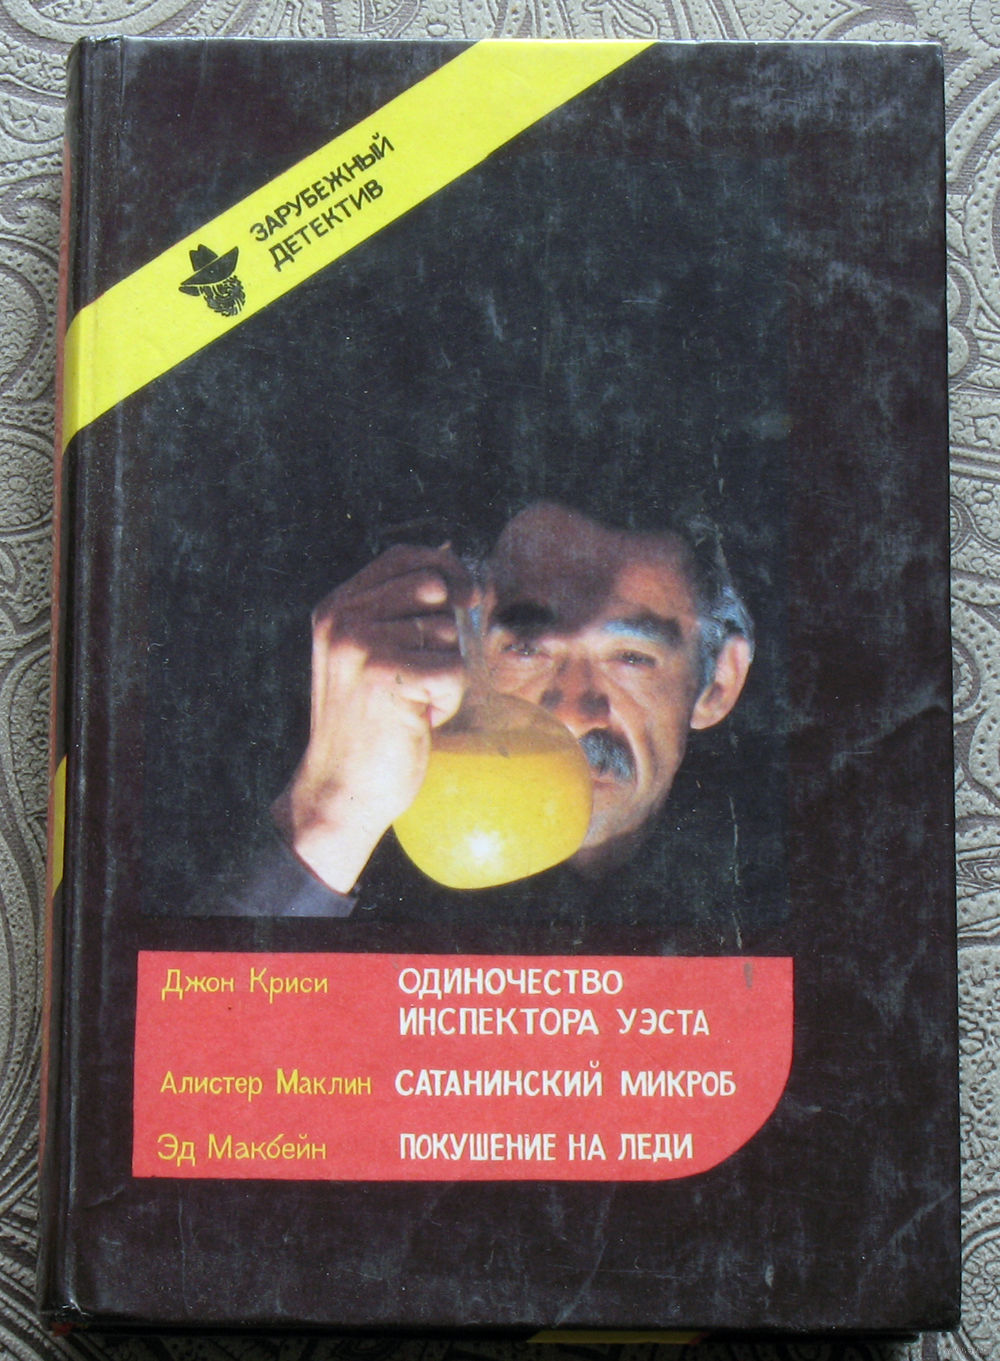 ЗАРУБЕЖНЫЙ
ДЕТЕКТИВ
Джон Криси ОДИНОЧЕСТВО
ИНСПЕКТОРА УЭСТА
Алистер Маклин САТАНИНСКИЙ МИКРОБ
Эд Макбейн ПОКУШЕНИЕ НА ЛЕДИ